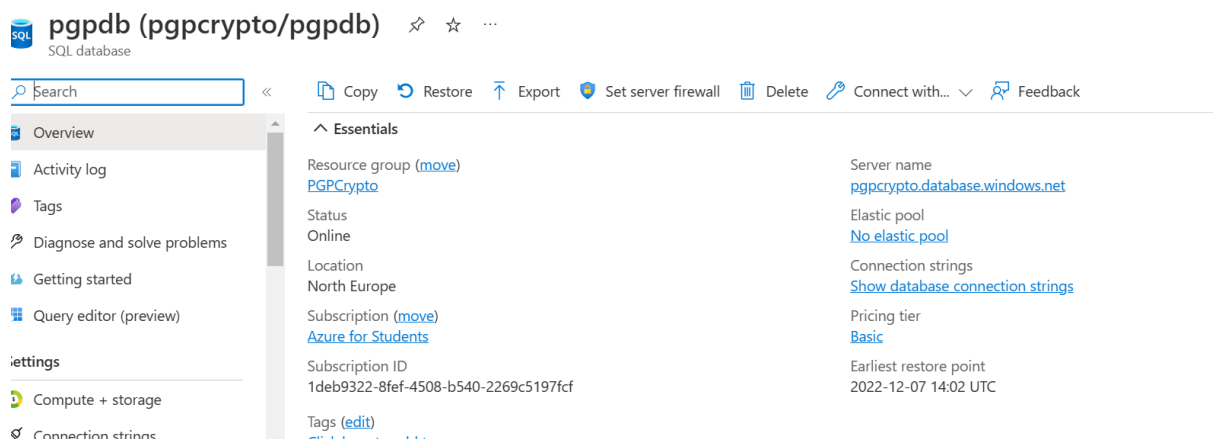 pgpdb (pgpcrypto/pgpdb)
SQL database
Search
Overview
Activity log
Tags
Diagnose and solve problems
Getting started
Query editor (preview)
Settings
Compute + storage
Connection strings
Copy
Restore
Export
Set server firewall
Delete
Connect with...
Feedback
Essentials
Resource group (move)
PGPCrypto
Status
Online
Location
North Europe
Subscription (move)
Azure for Students
Subscription ID
1deb9322-8fef-4508-b540-2269c5197fcf
Tags (edit)
Server name
pgpcrypto.database.windows.net
Elastic pool
No elastic pool
Connection strings
Show database connection strings
Pricing tier
Basic
Earliest restore point
2022-12-07 14:02 UTC